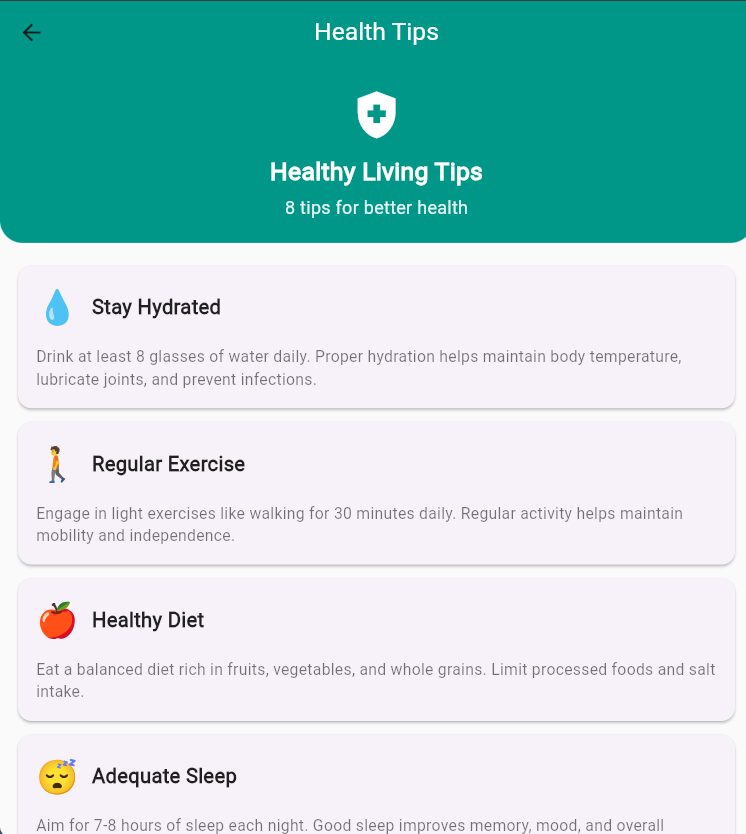 Health Tips
Healthy Living Tips
8 tips for better health
Stay Hydrated
Drink at least 8 glasses of water daily. Proper hydration helps maintain body temperature,
lubricate joints, and prevent infections.
Regular Exercise
Engage in light exercises like walking for 30 minutes daily. Regular activity helps maintain
mobility and independence.
Healthy Diet
Eat a balanced diet rich in fruits, vegetables, and whole grains. Limit processed foods and salt
intake.
Adequate Sleep
Aim for 7-8 hours of sleep each night. Good sleep improves memory, mood, and overall